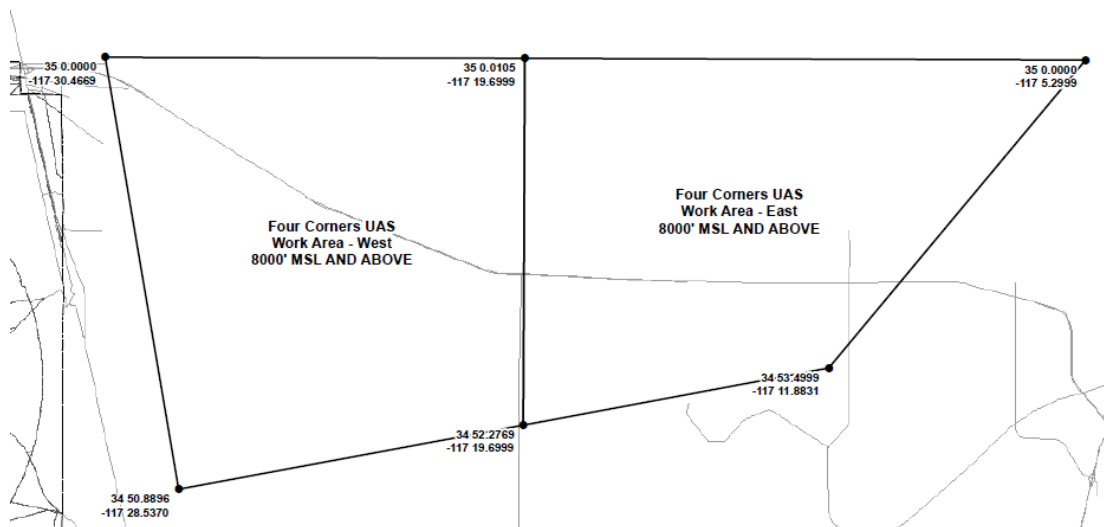 35 0.0000
-117 30.4669
35 0.0105
-117 19.6999
35 0.0000
-117 5.2999
Four Corners UAS
Work Area - West
8000' MSL AND ABOVE
Four Corners UAS
Work Area - East
8000' MSL AND ABOVE
34 53.4999
-117 11.8831
34 52.2769
-117 19.6999
34 50.8896
-117 28.5370